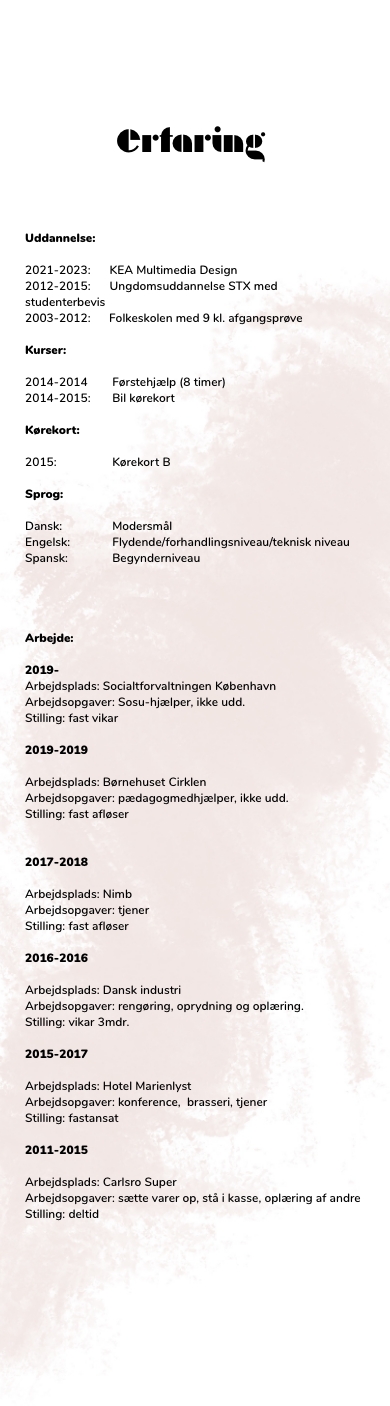 Erfaring
Uddannelse:
2021-2023: KEA Multimedia Design
2012-2015: Ungdomsuddannelse STX med
studenterbevis
2003-2012: Folkeskolen med 9 kl. afgangsprøve
Kurser:
2014-2014 Førstehjælp (8 timer)
2014-2015: Bil kørekort
Kørekort:
2015: Kørekort B
Sprog:
Dansk: Modersmål
Engelsk: Flydende/forhandlingsniveau/teknisk niveau
Spansk: Begynderniveau
Arbejde:
2019-
Arbejdsplads: Socialtforvaltningen København
Arbejdsopgaver: Sosu-hjælper, ikke udd.
Stilling: fast vikar
2019-2019
Arbejdsplads: Børnehuset Cirklen
Arbejdsopgaver: pædagogmedhjælper, ikke udd.
Stilling: fast afløser
2017-2018
Arbejdsplads: Nimb
Arbejdsopgaver: tjener
Stilling: fast afløser
2016-2016
Arbejdsplads: Dansk industri
Arbejdsopgaver: rengøring, oprydning og oplæring.
Stilling: vikar 3mdr.
2015-2017
Arbejdsplads: Hotel Marienlyst
Arbejdsopgaver: konference, brasseri, tjener
Stilling: fastansat
2011-2015
Arbejdsplads: Carlsro Super
Arbejdsopgaver: sætte varer op, stå i kasse, oplæring af andre
Stilling: deltid